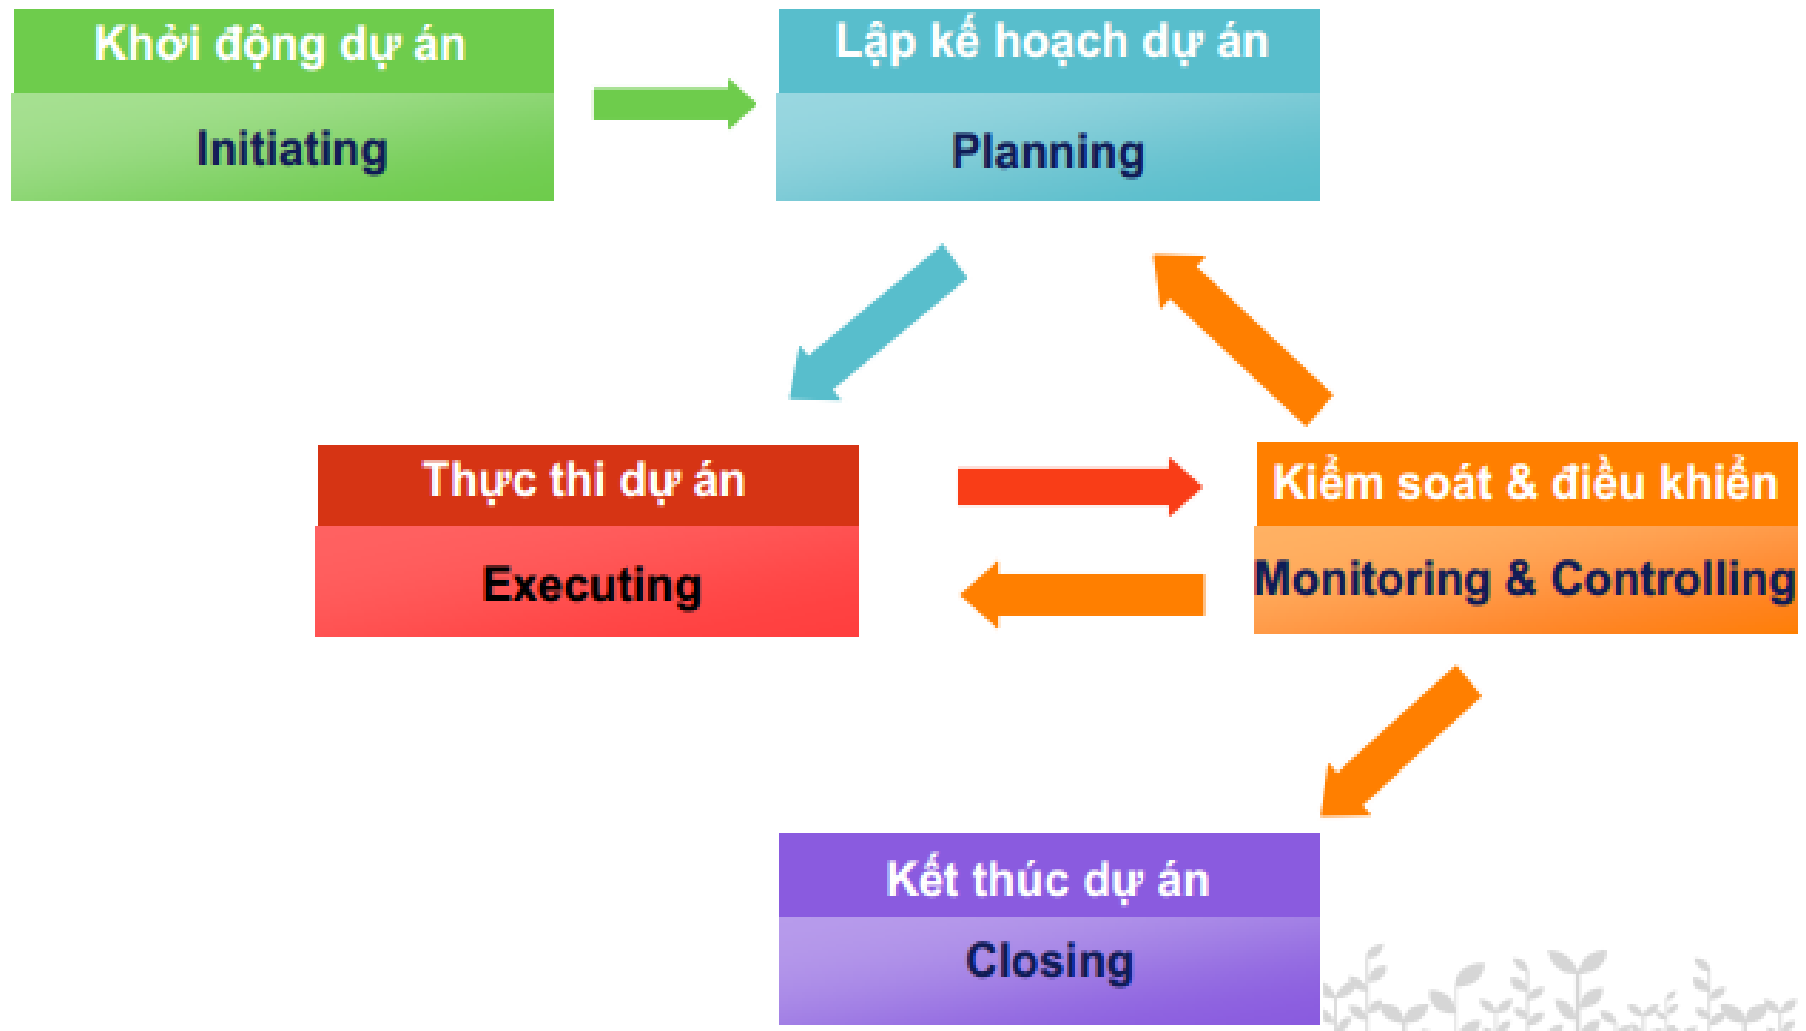 Khởi động dự án
Initiating
Lập kế hoạch dự án
Planning
Thực thi dự án
Executing
Kiểm soát & điều khiển
Monitoring & Controlling
Kết thúc dự án
Closing